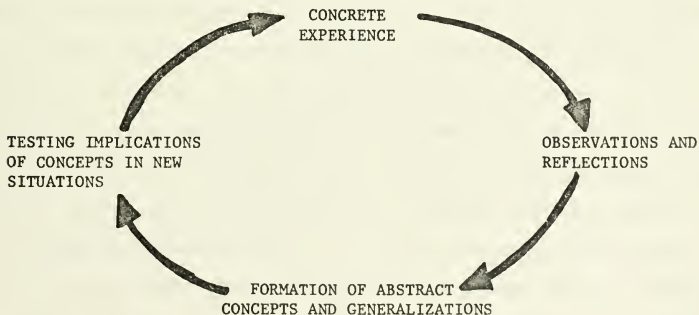 CONCRETE
EXPERIENCE
OBSERVATIONS AND
REFLECTIONS
FORMATION OF ABSTRACT
CONCEPTS AND GENERALIZATIONS
TESTING IMPLICATIONS
OF CONCEPTS IN NEW
SITUATIONS